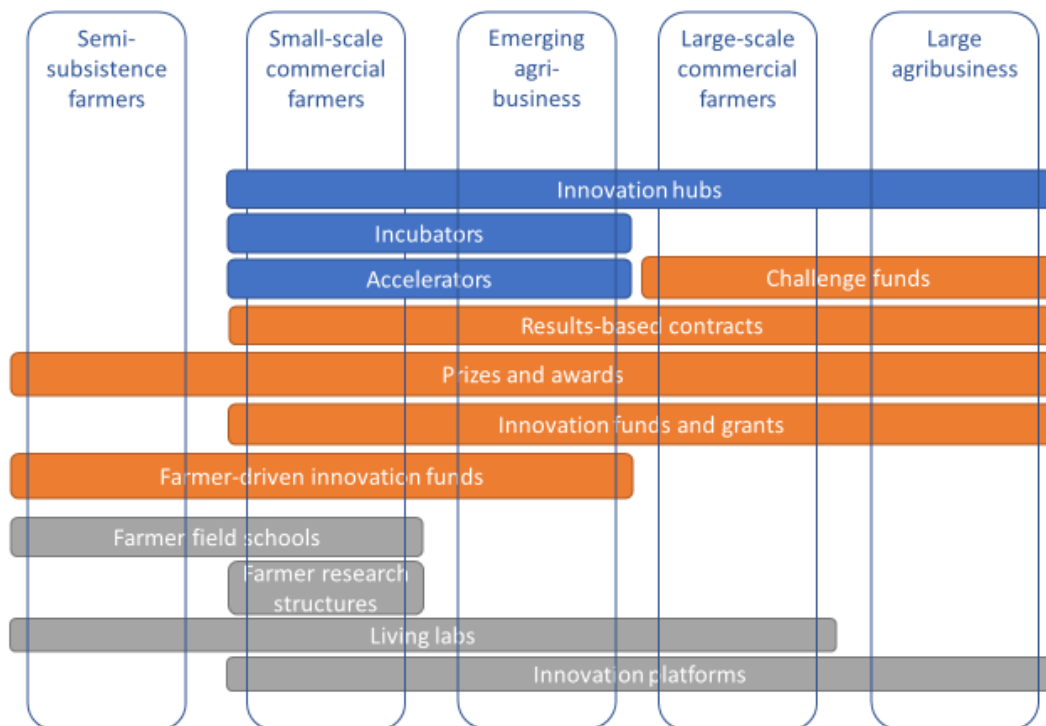 Semi-
subsistence
farmers
Small-scale
commercial
farmers
Emerging
agri-
business
Large-scale
commercial
farmers
Large
agribusiness
Innovation hubs
Incubators
Accelerators
Challenge funds
Results-based contracts
Prizes and awards
Innovation funds and grants
Farmer-driven innovation funds
Farmer field schools
Farmer research
structures
Living labs
Innovation platforms